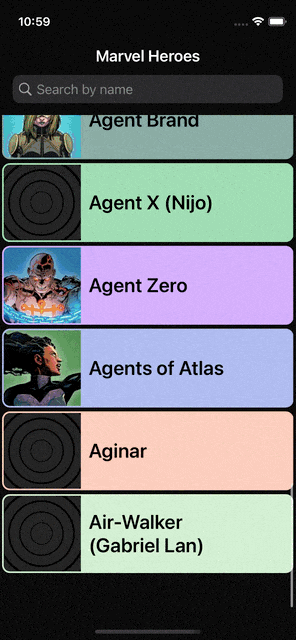 10:59
Marvel Heroes
Search by name
Agent Brand
Agent X (Nijo)
Agent Zero
Agents of Atlas
Aginar
Air-Walker
(Gabriel Lan)